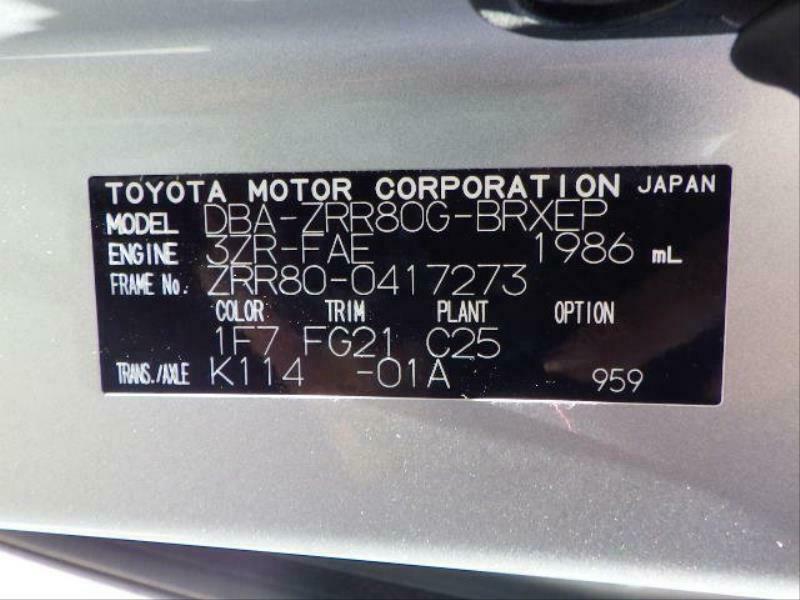 TOYOTA MOTOR CORPORATION JAPAN
MODEL DBA-ZRR80G-BRXEP
ENGINE 3ZR-FAE 1986 mL
FRAME No. ZRR80-0417273
COLOR TRIM PLANT OPTION
1F7 FG21 C25
TRANS./AXLE K114 -01A 959